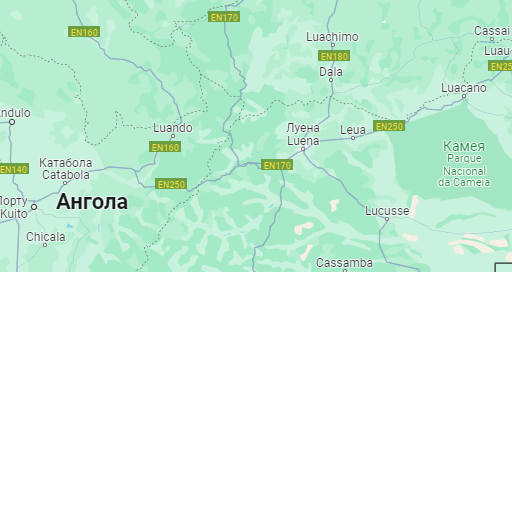 EN170
EN160
Cassai
Luachimo
Luau
EN180
EN25
Dala
Luacano
ndulo
Луена
Luena
Leua
EN250
Luando
EN160
Камея
Parque
Nacional
da Cameia
EN140
Катабола
Catabola
EN170
EN250
Порту
Kuito
Ангола
Lucusse
Chicala
Cassamba